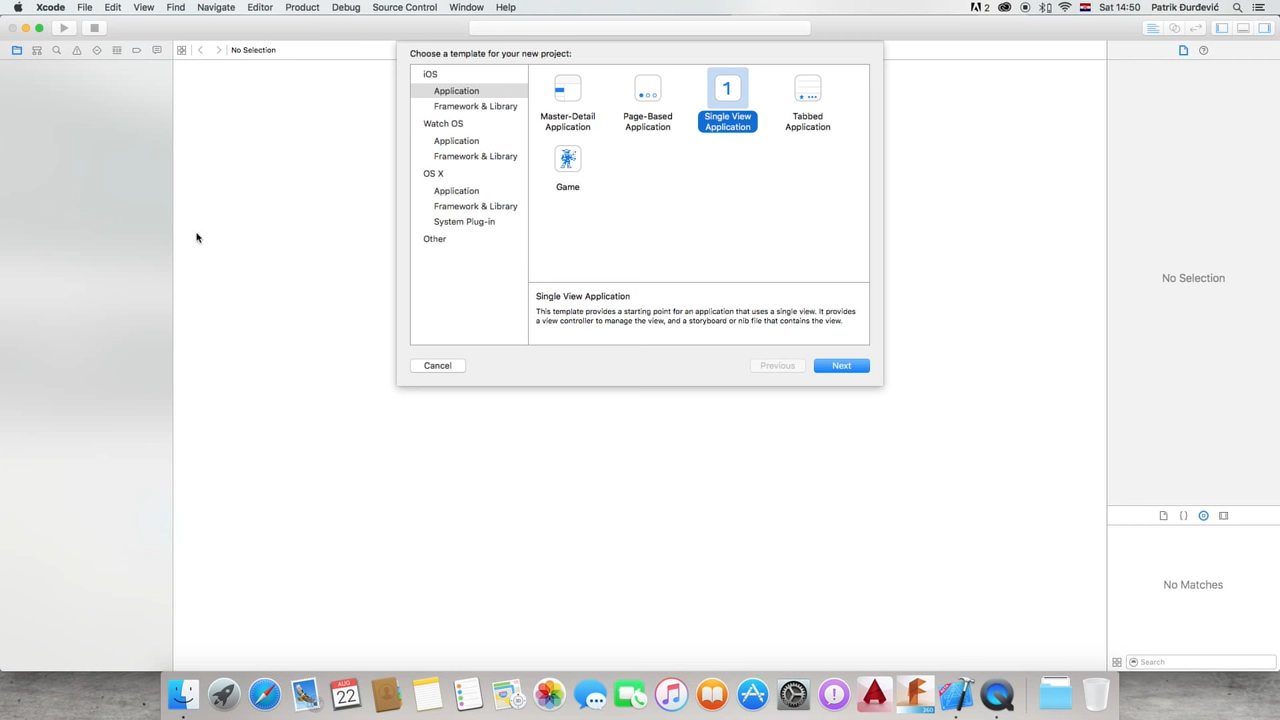 Xcode File Edit View Find Navigate Editor Product Debug Source Control Window Help 2 Sat 14:50 Patrik Đurđević
No Selection
Choose a template for your new project:
iOS
Application
Framework & Library
Watch OS
Application
Framework & Library
OS X
Application
Framework & Library
System Plug-in
Other
Master-Detail
Application
Page-Based
Application
1
Single View
Application
Tabbed
Application
Game
Single View Application
This template provides a starting point for an application that uses a single view. It provides
a view controller to manage the view, and a storyboard or nib file that contains the view.
Cancel Previous Next
No Selection
No Matches
Search
AUG
22
360